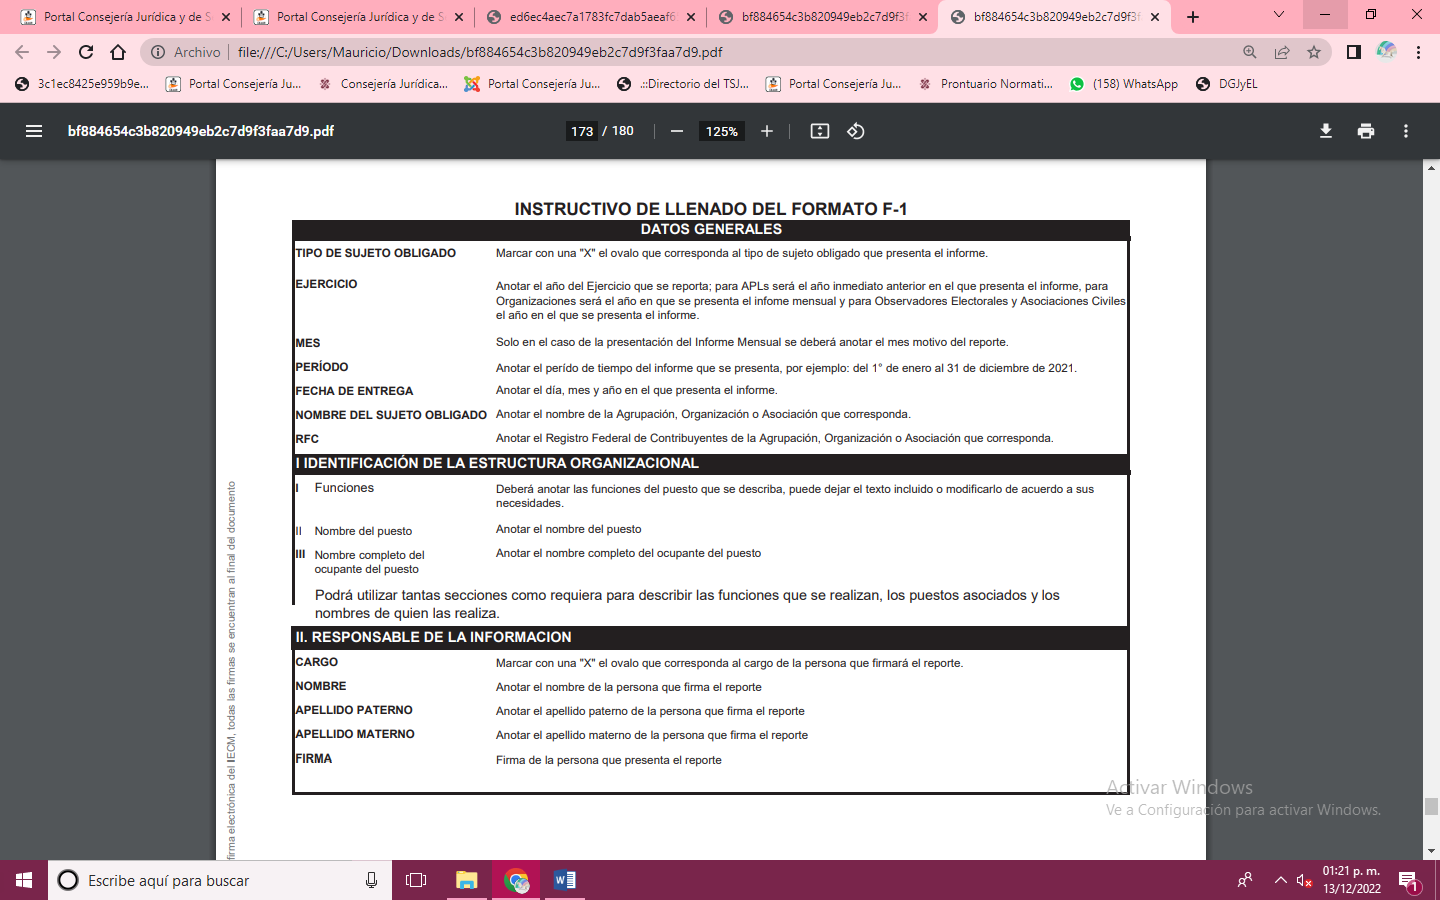 Portal Consejería Jurídica y de S
Portal Consejería Jurídica y de S
ed6ec4aec7a1783fc7dab5aeaf6
bf884654c3b820949eb2c7d9f3f
bf884654c3b820949eb2c7d9f3f
Archivo
file:///C:/Users/Mauricio/Downloads/bf884654c3b820949eb2c7d9f3faa7d9.pdf
3c1ec8425e959b9e...
Portal Consejería Ju...
Consejería Jurídica...
Portal Consejería Ju...
.::Directorio del TSJ...
Portal Consejería Ju...
Prontuario Normati...
(158) WhatsApp
DGJyEL
bf884654c3b820949eb2c7d9f3faa7d9.pdf
173 / 180
125%
INSTRUCTIVO DE LLENADO DEL FORMATO F-1
DATOS GENERALES
TIPO DE SUJETO OBLIGADO
Marcar con una "X" el ovalo que corresponda al tipo de sujeto obligado que presenta el informe.
EJERCICIO
Anotar el año del Ejercicio que se reporta; para APLs será el año inmediato anterior en el que presenta el informe, para
Organizaciones será el año en que se presenta el infome mensual y para Observadores Electorales y Asociaciones Civiles
el año en el que se presenta el informe.
MES
Solo en el caso de la presentación del Informe Mensual se deberá anotar el mes motivo del reporte.
PERÍODO
Anotar el perído de tiempo del informe que se presenta, por ejemplo: del 1° de enero al 31 de diciembre de 2021.
FECHA DE ENTREGA
Anotar el día, mes y año en el que presenta el informe.
NOMBRE DEL SUJETO OBLIGADO
Anotar el nombre de la Agrupación, Organización o Asociación que corresponda.
RFC
Anotar el Registro Federal de Contribuyentes de la Agrupación, Organización o Asociación que corresponda.
I IDENTIFICACIÓN DE LA ESTRUCTURA ORGANIZACIONAL
I Funciones
Deberá anotar las funciones del puesto que se describa, puede dejar el texto incluido o modificarlo de acuerdo a sus
necesidades.
II Nombre del puesto
Anotar el nombre del puesto
III Nombre completo del
ocupante del puesto
Anotar el nombre completo del ocupante del puesto
Podrá utilizar tantas secciones como requiera para describir las funciones que se realizan, los puestos asociados y los
nombres de quien las realiza.
II. RESPONSABLE DE LA INFORMACION
CARGO
Marcar con una "X" el ovalo que corresponda al cargo de la persona que firmará el reporte.
NOMBRE
Anotar el nombre de la persona que firma el reporte
APELLIDO PATERNO
Anotar el apellido paterno de la persona que firma el reporte
APELLIDO MATERNO
Anotar el apellido materno de la persona que firma el reporte
FIRMA
Firma de la persona que presenta el reporte
firma electrónica del IECM, todas las firmas se encuentran al final del documento
Activar Windows
Ve a Configuración para activar Windows.
Escribe aquí para buscar
01:21 p. m.
13/12/2022
1